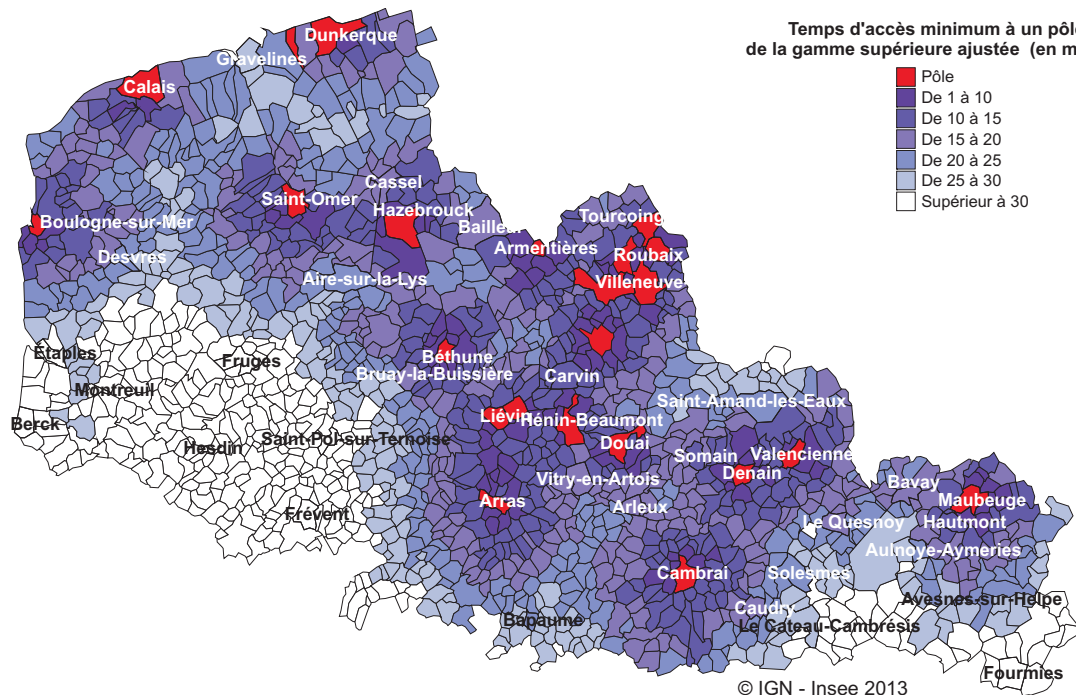 Temps d'accès minimum à un pôle
de la gamme supérieure ajustée (en m
Pôle
De 1 à 10
De 10 à 15
De 15 à 20
De 20 à 25
De 25 à 30
Supérieur à 30
Dunkerque
Gravelines
Calais
Cassel
Saint-Omer
Hazebrouck
Bailleul
Tourcoing
Boulogne-sur-Mer
Armentières
Roubaix
Desvres
Aire-sur-la-Lys
Villeneuve-
Étaples
Fruges
Béthune
Bruay-la-Buissière
Carvin
Montreuil
Saint-Amand-les-Eaux
Berck
Liévin
Hénin-Beaumont
Hesdin
Saint-Pol-sur-Ternoise
Douai
Somain
Valencienne
Denain
Vitry-en-Artois
Bavay
Arras
Arleux
Maubeuge
Frévent
Le Quesnoy
Hautmont
Aulnoye-Aymeries
Cambrai
Solesmes
Avesnes-sur-Helpe
Caudry
Bapaume
Le Cateau-Cambrésis
Fourmies
© IGN - Insee 2013